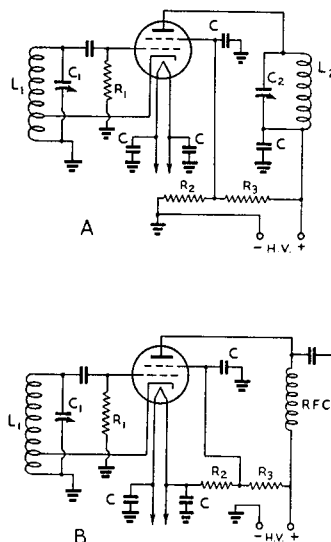 C
L₁
C₁
R₁
C₂
L₂
C
C
C
R₂
R₃
A
- H.V. +
C
L₁
C₁
R₁
RFC
R₂
R₃
C
C
B
- H.V. +